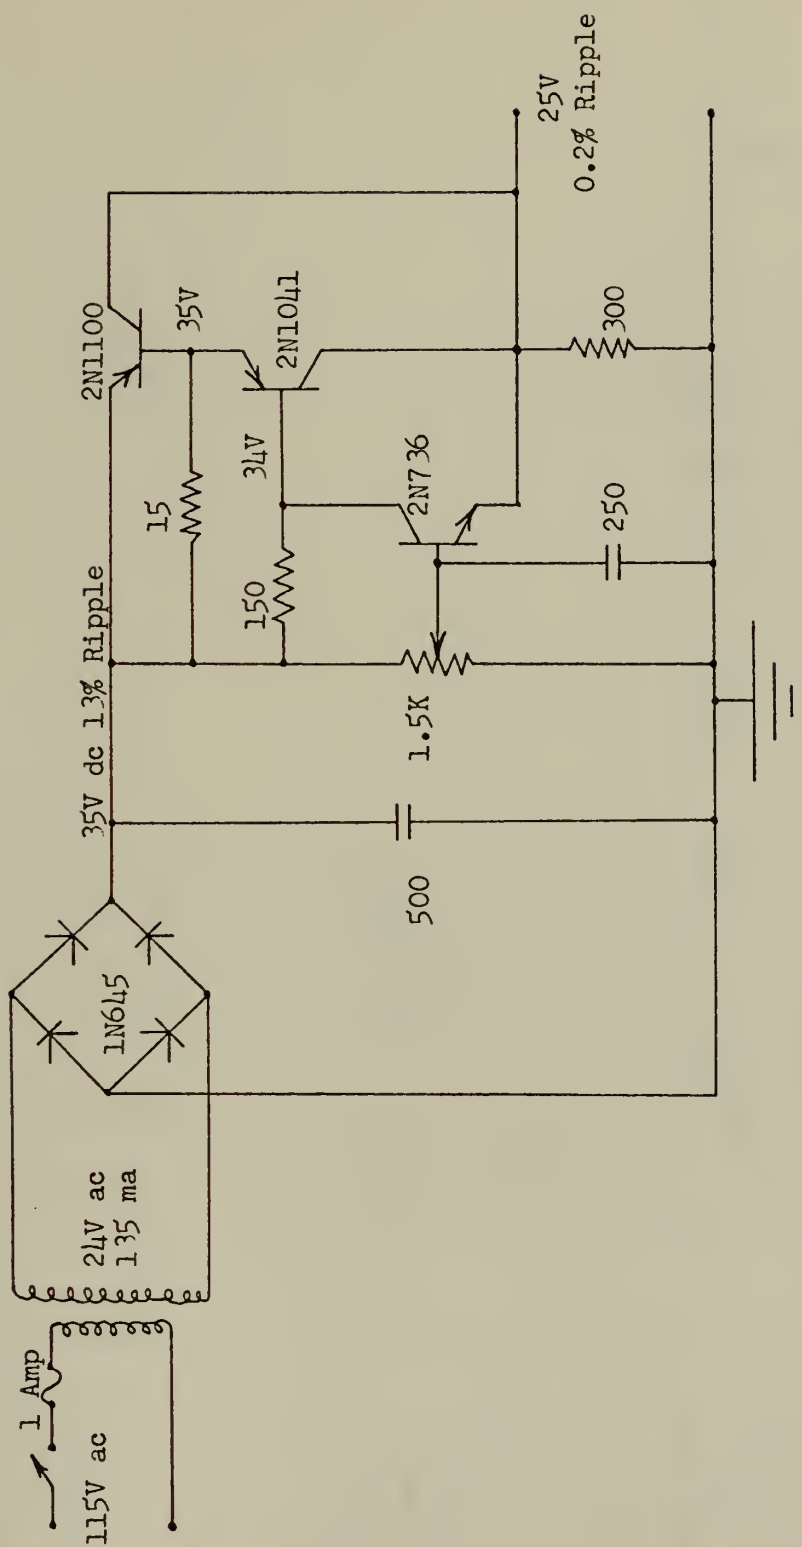 115V ac
1 Amp
24V ac
135 ma
1N645
35V dc 13% Ripple
500
1.5K
150
15
34V
35V
2N1100
2N1041
2N736
250
300
25V
0.2% Ripple